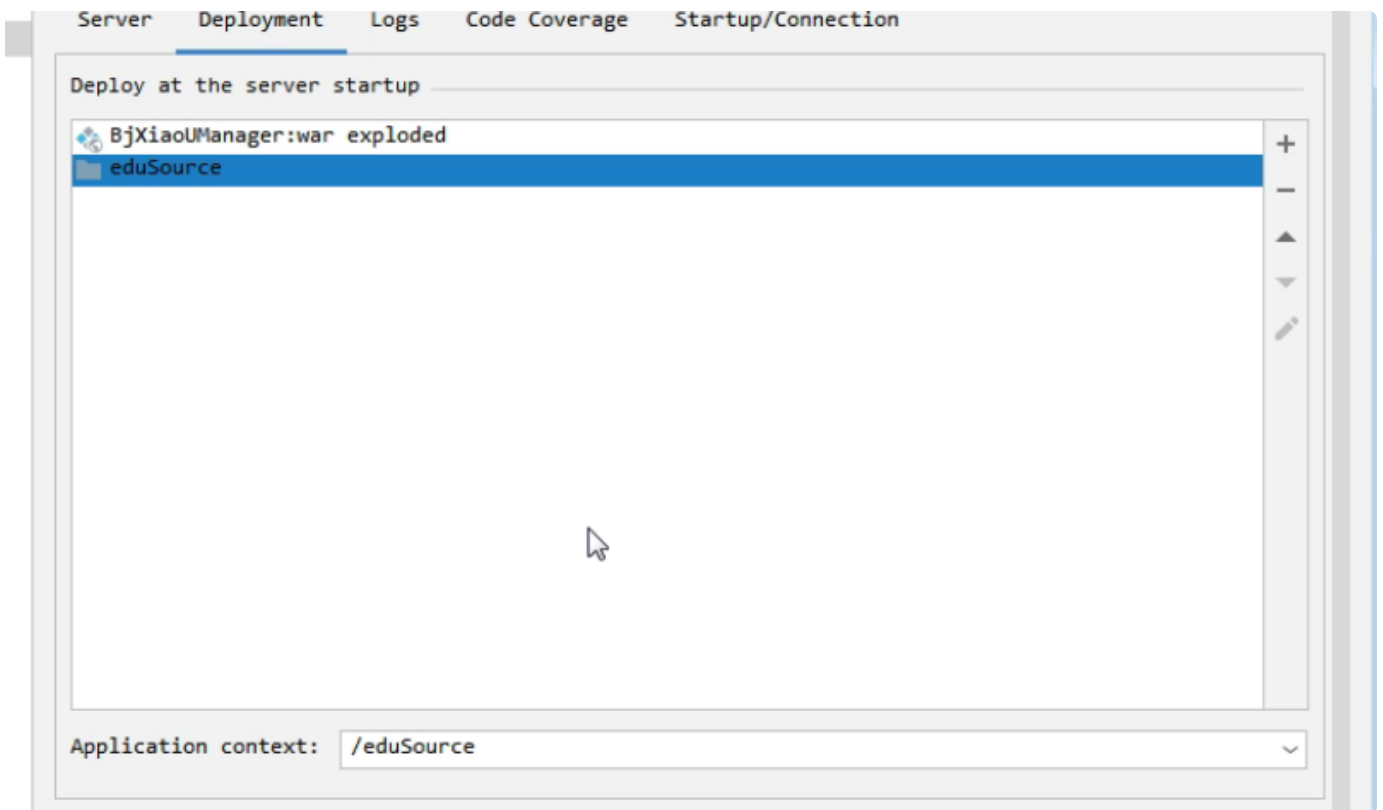 Server Deployment Logs Code Coverage Startup/Connection
Deploy at the server startup
BjXiaoUManager:war exploded
eduSource
Application context: /eduSource